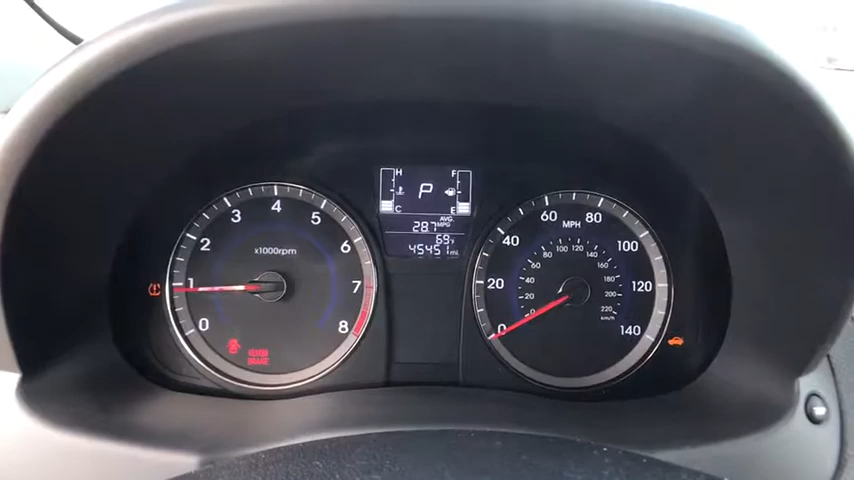 H F
P
C E
AVG.
28.7 MPG
69°F
45451 mi
0 1 2 3 4 5 6 7 8
x1000rpm
BRAKE
0 20 40 60 80 100 120 140
MPH
0 20 40 60 80 100 120 140 160 180 200 220
km/h